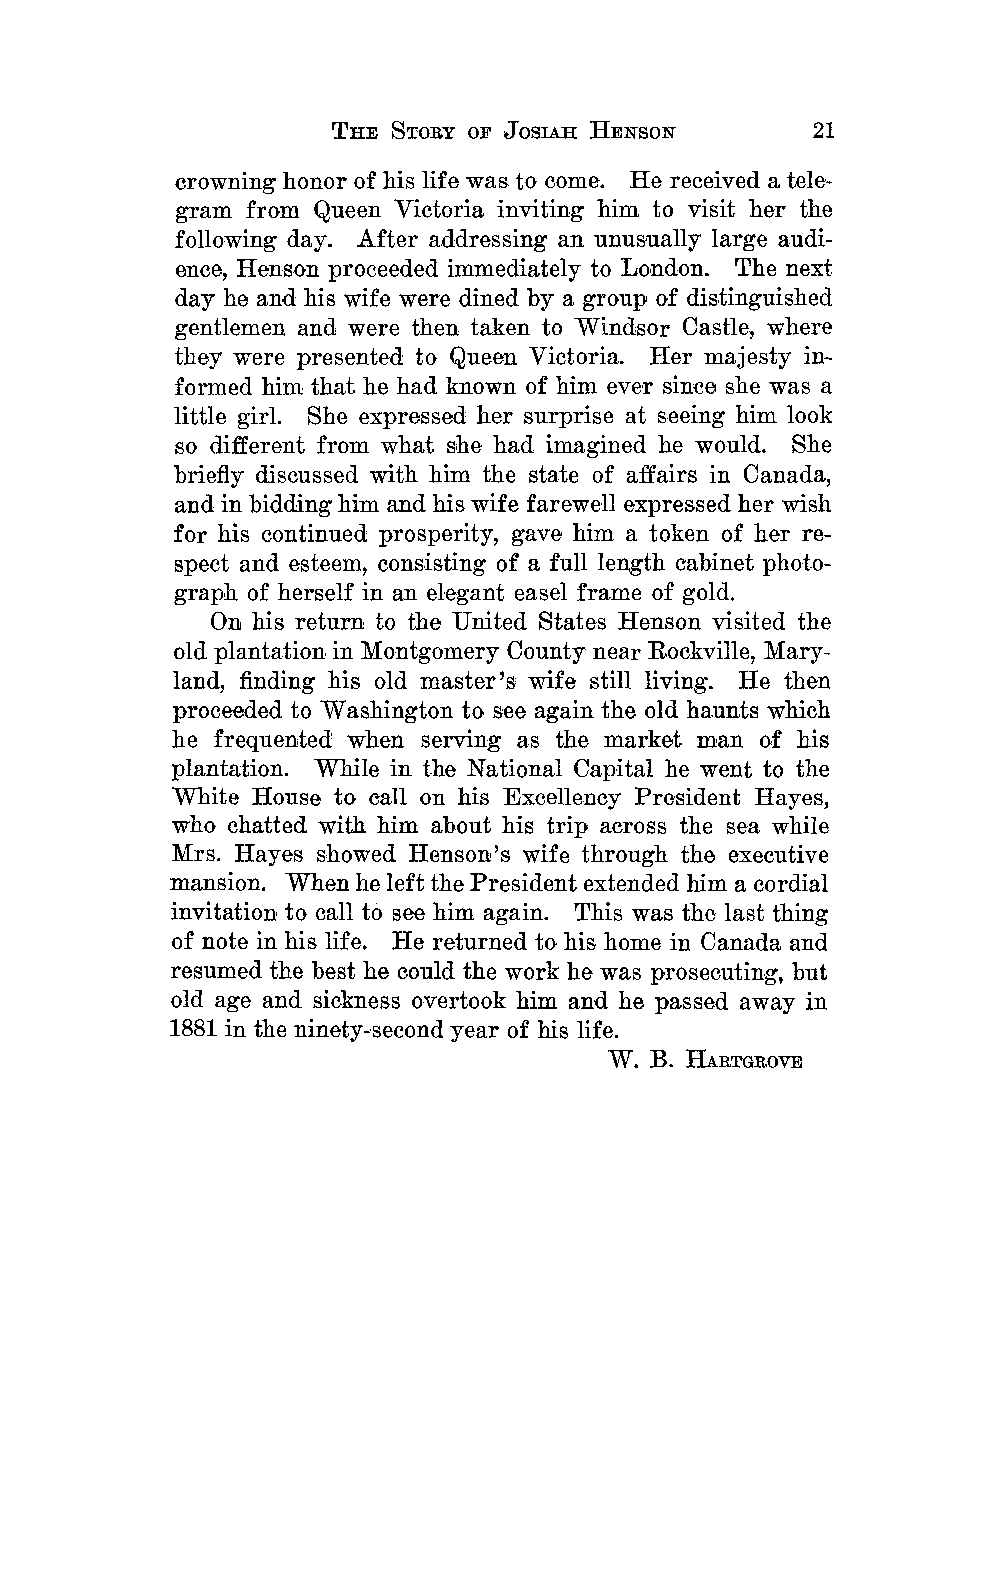 THE STORY OF JOSIAH HENSON 21
crowning honor of his life was to come. He received a tele-
gram from Queen Victoria inviting him to visit her the
following day. After addressing an unusually large audi-
ence, Henson proceeded immediately to London. The next
day he and his wife were dined by a group of distinguished
gentlemen and were then taken to Windsor Castle, where
they were presented to Queen Victoria. Her majesty in-
formed him that he had known of him ever since she was a
little girl. She expressed her surprise at seeing him look
so different from what she had imagined he would. She
briefly discussed with him the state of affairs in Canada,
and in bidding him and his wife farewell expressed her wish
for his continued prosperity, gave him a token of her re-
spect and esteem, consisting of a full length cabinet photo-
graph of herself in an elegant easel frame of gold.
On his return to the United States Henson visited the
old plantation in Montgomery County near Rockville, Mary-
land, finding his old master's wife still living. He then
proceeded to Washington to see again the old haunts which
he frequented when serving as the market man of his
plantation. While in the National Capital he went to the
White House to call on his Excellency President Hayes,
who chatted with him about his trip across the sea while
Mrs. Hayes showed Henson's wife through the executive
mansion. When he left the President extended him a cordial
invitation to call to see him again. This was the last thing
of note in his life. He returned to his home in Canada and
resumed the best he could the work he was prosecuting, but
old age and sickness overtook him and he passed away in
1881 in the ninety-second year of his life.
W. B. HARTGROVE